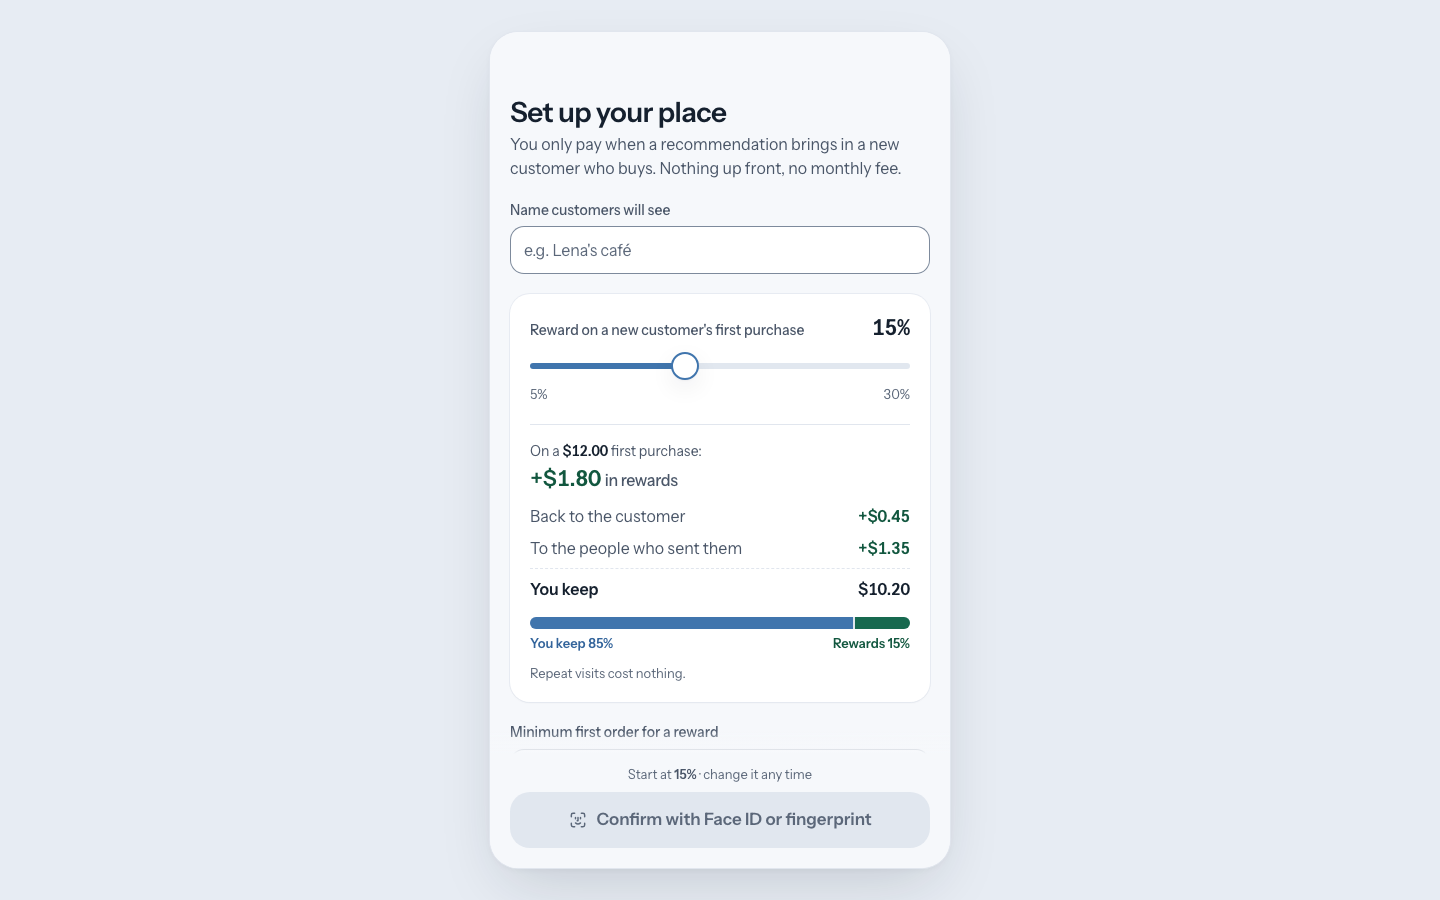 Set up your place
You only pay when a recommendation brings in a new
customer who buys. Nothing up front, no monthly fee.
Name customers will see
e.g. Lena's café
Reward on a new customer's first purchase 15%
5% 30%
On a $12.00 first purchase:
+$1.80 in rewards
Back to the customer +$0.45
To the people who sent them +$1.35
You keep $10.20
You keep 85% Rewards 15%
Repeat visits cost nothing.
Minimum first order for a reward
Start at 15% · change it any time
Confirm with Face ID or fingerprint